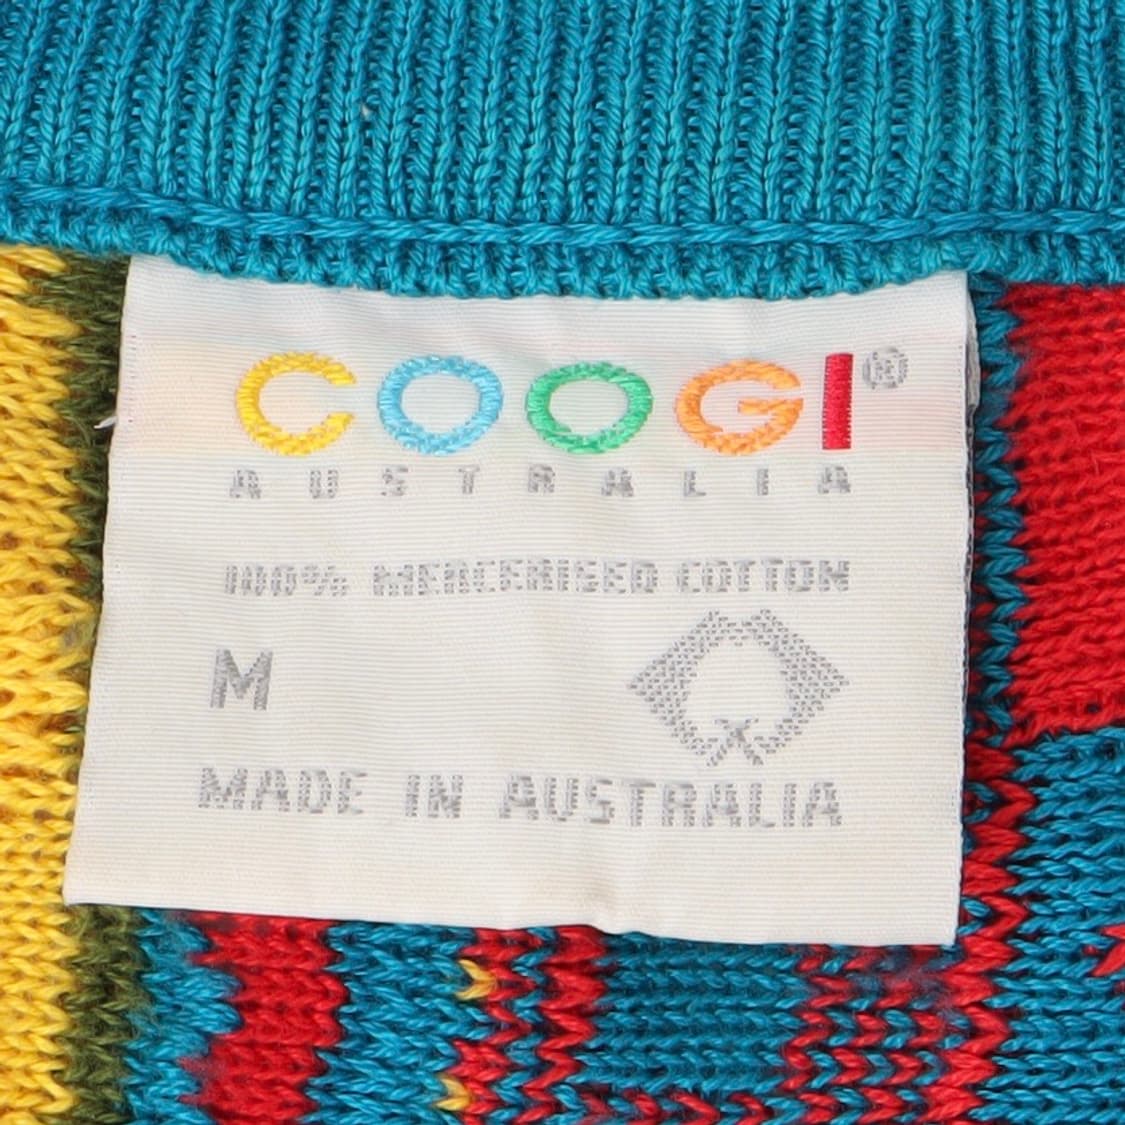 COOGI®
AUSTRALIA
100% MERCERISED COTTON
M
MADE IN AUSTRALIA